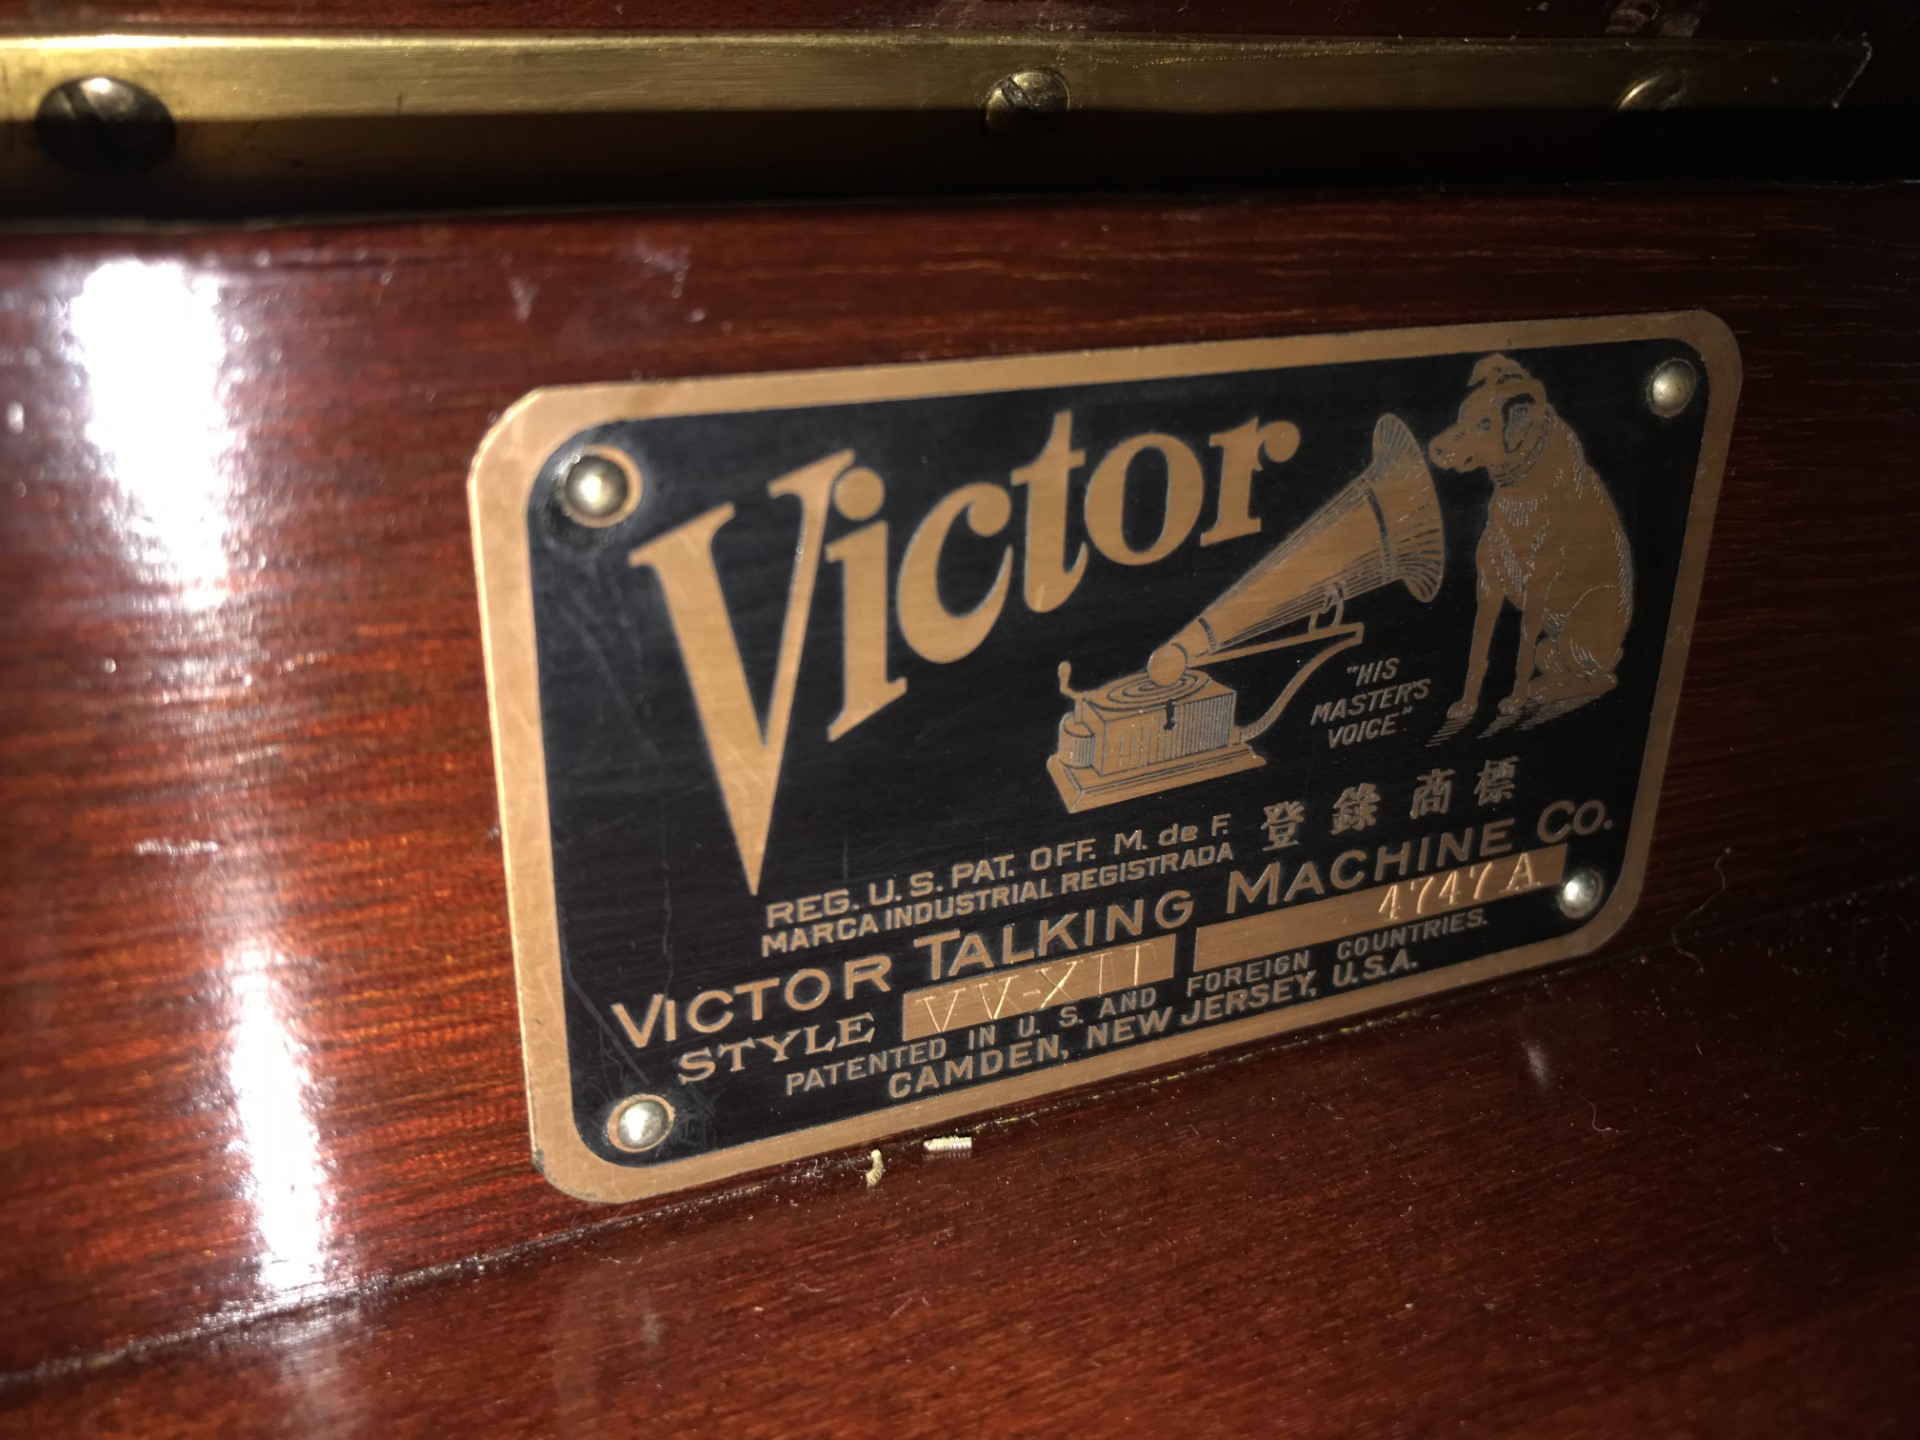 Victor
"HIS
MASTER'S
VOICE"
REG. U.S. PAT. OFF. M. de F.
MARCA INDUSTRIAL REGISTRADA
登錄商標
VICTOR TALKING MACHINE Co.
STYLE VV-XII 4747 A
PATENTED IN U. S. AND FOREIGN COUNTRIES.
CAMDEN, NEW JERSEY, U.S.A.